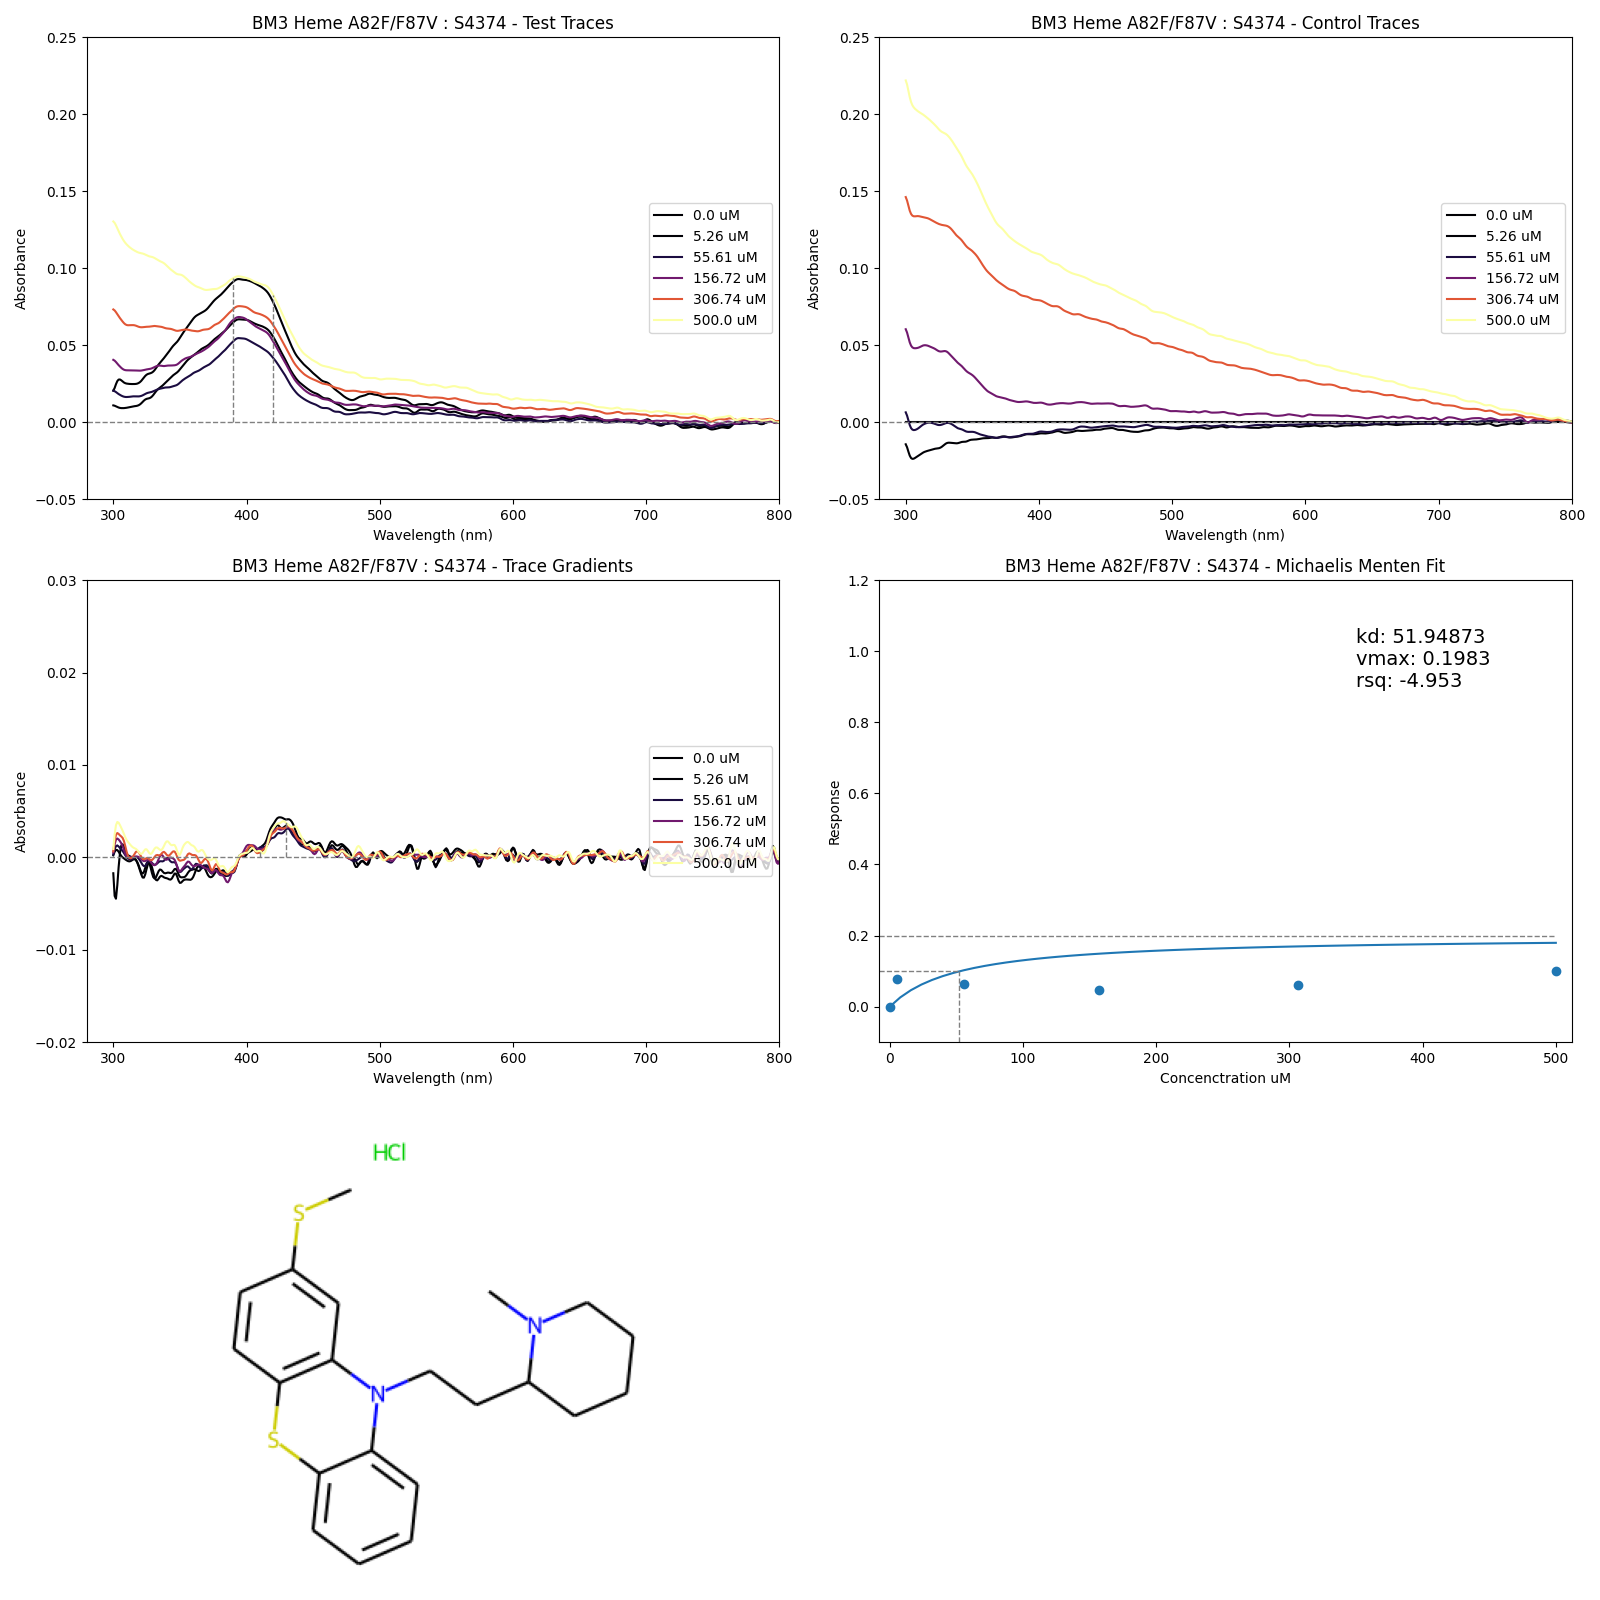 BM3 Heme A82F/F87V : S4374 - Test Traces
0.25
0.20
0.15
0.10
0.05
0.00
−0.05
Absorbance
300 400 500 600 700 800
Wavelength (nm)
0.0 uM
5.26 uM
55.61 uM
156.72 uM
306.74 uM
500.0 uM
BM3 Heme A82F/F87V : S4374 - Control Traces
0.25
0.20
0.15
0.10
0.05
0.00
−0.05
Absorbance
300 400 500 600 700 800
Wavelength (nm)
0.0 uM
5.26 uM
55.61 uM
156.72 uM
306.74 uM
500.0 uM
BM3 Heme A82F/F87V : S4374 - Trace Gradients
0.03
0.02
0.01
0.00
−0.01
−0.02
Absorbance
300 400 500 600 700 800
Wavelength (nm)
0.0 uM
5.26 uM
55.61 uM
156.72 uM
306.74 uM
500.0 uM
BM3 Heme A82F/F87V : S4374 - Michaelis Menten Fit
1.2
1.0
0.8
0.6
0.4
0.2
0.0
Response
kd: 51.94873
vmax: 0.1983
rsq: -4.953
0 100 200 300 400 500
Concenctration uM
HCl
S
N
N
S